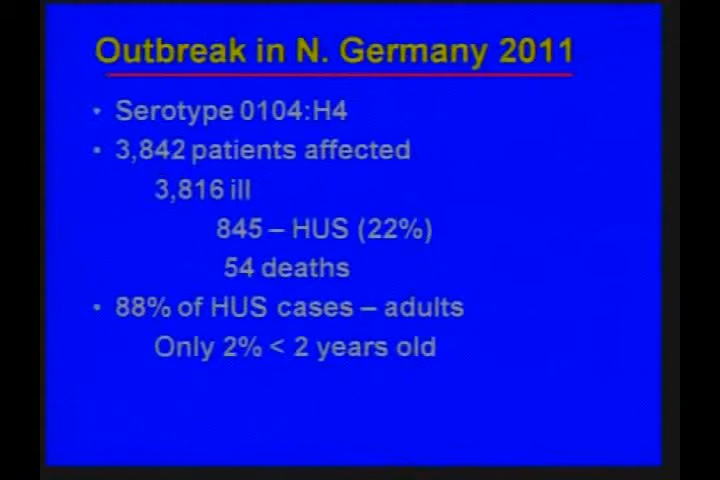 Outbreak in N. Germany 2011
• Serotype 0104:H4
• 3,842 patients affected
3,816 ill
845 – HUS (22%)
54 deaths
• 88% of HUS cases – adults
Only 2% < 2 years old